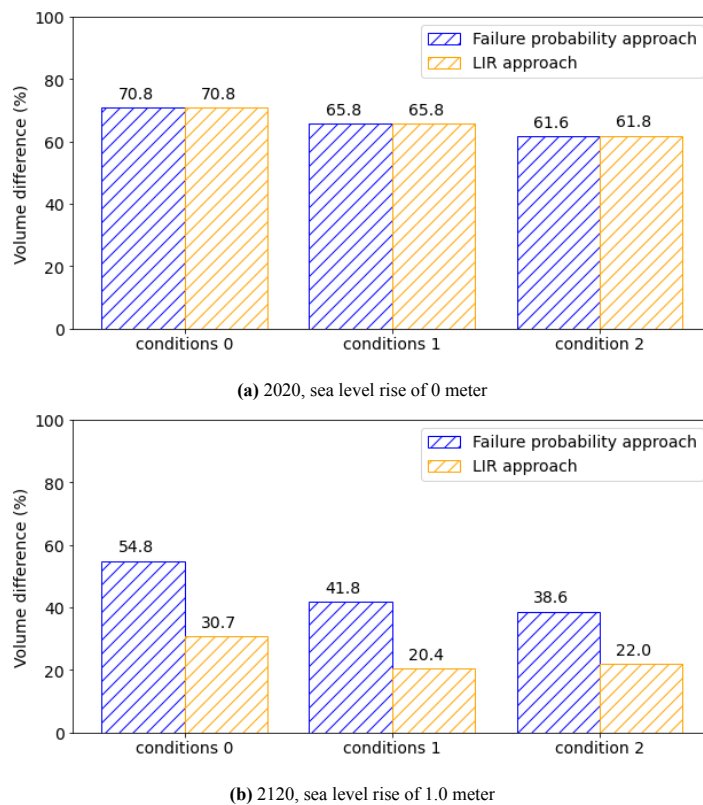 100
80
60
40
20
0
Volume difference (%)
Failure probability approach
LIR approach
70.8 70.8
65.8 65.8
61.6 61.8
conditions 0 conditions 1 condition 2
(a) 2020, sea level rise of 0 meter
100
80
60
40
20
0
Volume difference (%)
Failure probability approach
LIR approach
54.8 30.7
41.8 20.4
38.6 22.0
conditions 0 conditions 1 condition 2
(b) 2120, sea level rise of 1.0 meter